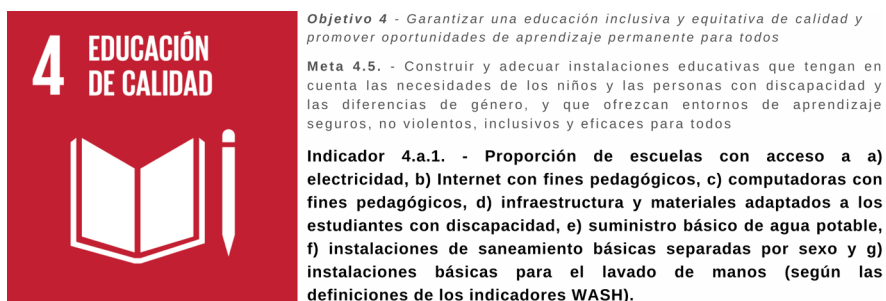 4 EDUCACIÓN
DE CALIDAD
Objetivo 4 - Garantizar una educación inclusiva y equitativa de calidad y
promover oportunidades de aprendizaje permanente para todos
Meta 4.5. - Construir y adecuar instalaciones educativas que tengan en
cuenta las necesidades de los niños y las personas con discapacidad y
las diferencias de género, y que ofrezcan entornos de aprendizaje
seguros, no violentos, inclusivos y eficaces para todos
Indicador 4.a.1. - Proporción de escuelas con acceso a a)
electricidad, b) Internet con fines pedagógicos, c) computadoras con
fines pedagógicos, d) infraestructura y materiales adaptados a los
estudiantes con discapacidad, e) suministro básico de agua potable,
f) instalaciones de saneamiento básicas separadas por sexo y g)
instalaciones básicas para el lavado de manos (según las
definiciones de los indicadores WASH).